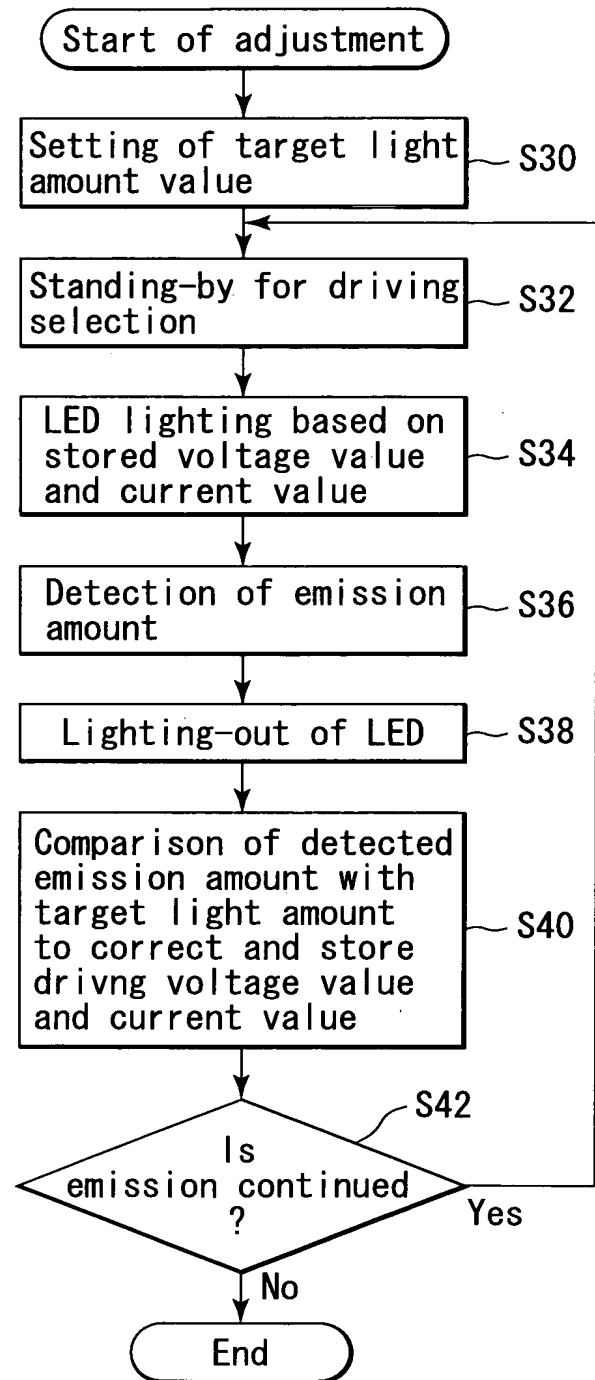 Start of adjustment
Setting of target light
amount value
S30
Standing-by for driving
selection
S32
LED lighting based on
stored voltage value
and current value
S34
Detection of emission
amount
S36
Lighting-out of LED
S38
Comparison of detected
emission amount with
target light amount
to correct and store
drivng voltage value
and current value
S40
S42
Is
emission continued
?
Yes
No
End